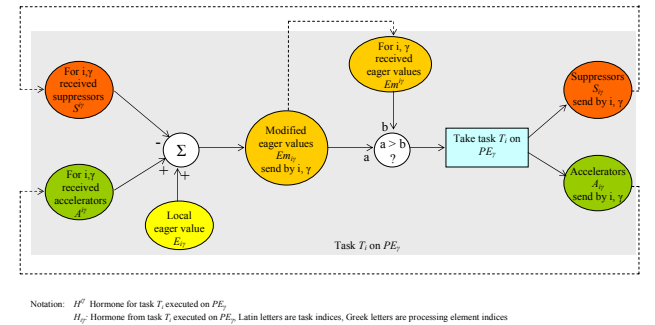 For i,γ
received
suppressors
S^iγ
For i,γ
received
accelerators
A^iγ
-
+
+
Σ
Local
eager value
E_iγ
Modified
eager values
Em_iγ
send by i, γ
For i, γ
received
eager values
Em^iγ
b
a
a > b
?
Take task T_i on
PE_γ
Suppressors
S_iγ
send by i, γ
Accelerators
A_iγ
send by i, γ
Task T_i on PE_γ
Notation: H^iγ Hormone for task T_i executed on PE_γ
H_iγ: Hormone from task T_i executed on PE_γ, Latin letters are task indices, Greek letters are processing element indices